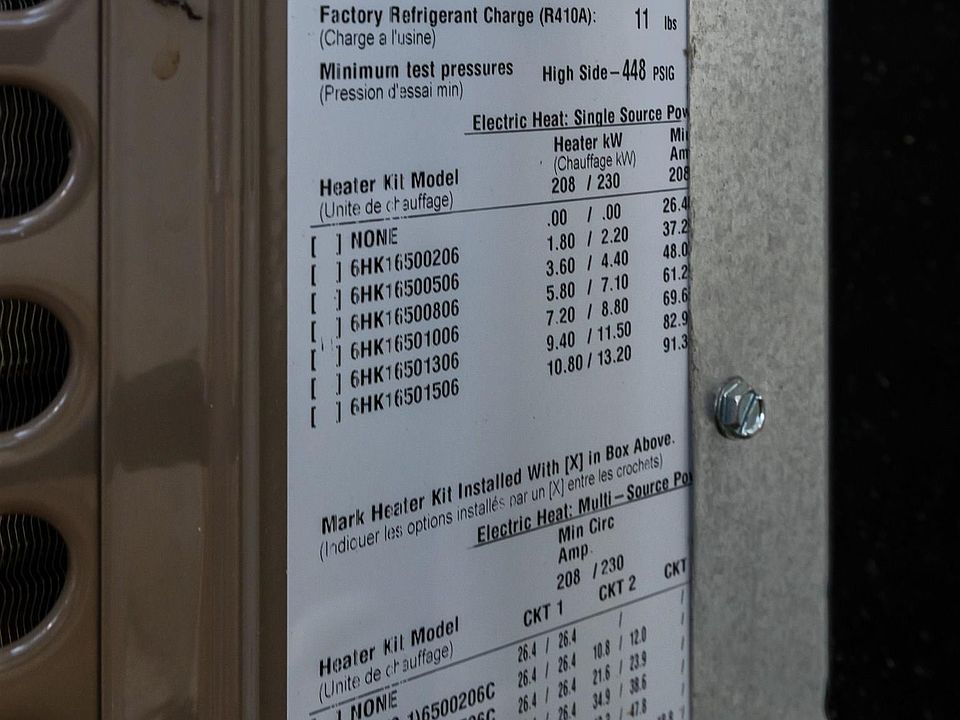 Factory Refrigerant Charge (R410A): 11 lbs
(Charge a l'usine)
Minimum test pressures High Side – 448 PSIG
(Pression d'essai min)
Electric Heat: Single Source
Heater kW
(Chauffage kW)
Heater Kit Model 208 / 230 208
(Unite de chauffage)
[ ] NONE .00 / .00 26.4
[ ] 6HK16500206 1.80 / 2.20 37.2
[ ] 6HK16500506 3.60 / 4.40 48.0
[ ] 6HK16500806 5.80 / 7.10 61.2
[ ] 6HK16501006 7.20 / 8.80 69.6
[ ] 6HK16501306 9.40 / 11.50 82.9
[ ] 6HK16501506 10.80 / 13.20 91.3
Mark Heater Kit Installed With [X] in Box Above.
(Indiquer les options installés par un [X] entre les crochets)
Electric Heat: Multi – Source
Min Circ
Amp.
208 / 230
CKT 1 CKT 2 CKT
Heater Kit Model
(Unite de chauffage)
NONE 26.4 / 26.4 /
26.4 / 26.4 10.8 / 12.0
26.4 / 26.4 21.6 / 23.9
26.4 / 26.4 34.9 / 38.6
47.8